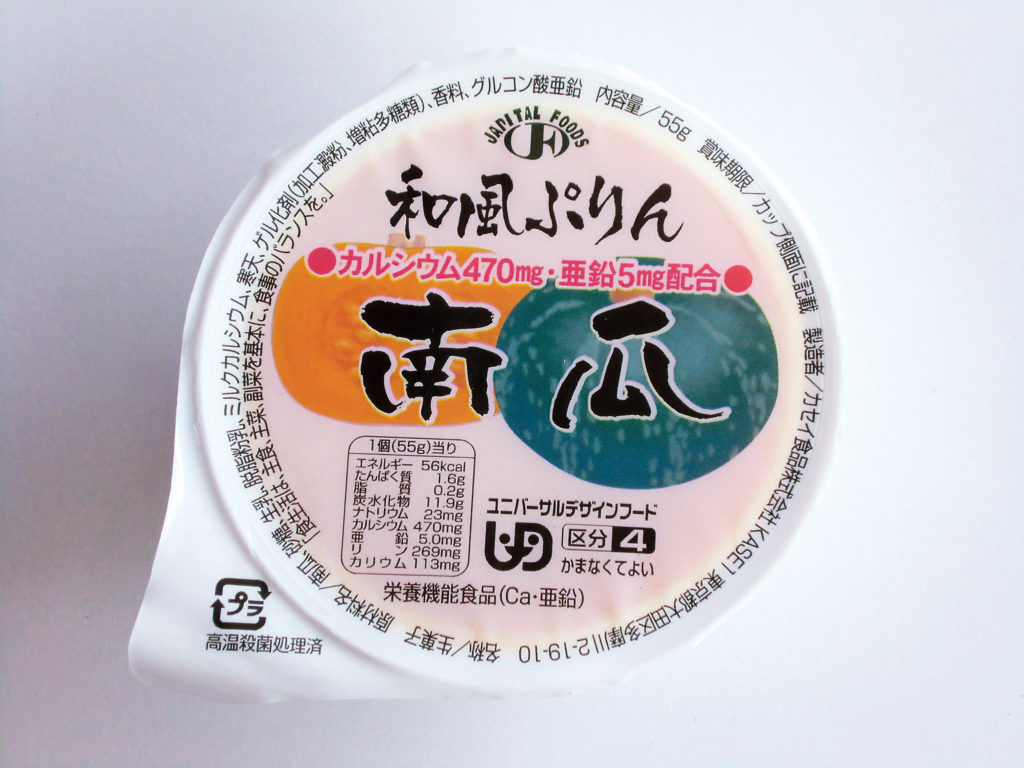 JAPITAL FOODS
JF
和風ぷりん
●カルシウム470mg・亜鉛5mg配合●
南瓜
1個(55g)当り
エネルギー 56kcal
たんぱく質 1.6g
脂質 0.2g
炭水化物 11.9g
ナトリウム 23mg
カルシウム 470mg
亜鉛 5.0mg
リン 269mg
カリウム 113mg
ユニバーサルデザインフード
区分 4
かまなくてよい
栄養機能食品(Ca・亜鉛)
名称/生菓子 原材料名/南瓜、砂糖、生乳、脱脂粉乳、ミルクカルシウム、寒天、ゲル化剤(加工澱粉、増粘多糖類)、香料、グルコン酸亜鉛 内容量/55g 賞味期限/カップ側面に記載 製造者/カセイ食品株式会社 KASE1 東京都大田区多摩川2-19-10
「食生活は、主食、主菜、副菜を基本に、食事のバランスを。」
プラ
高温殺菌処理済